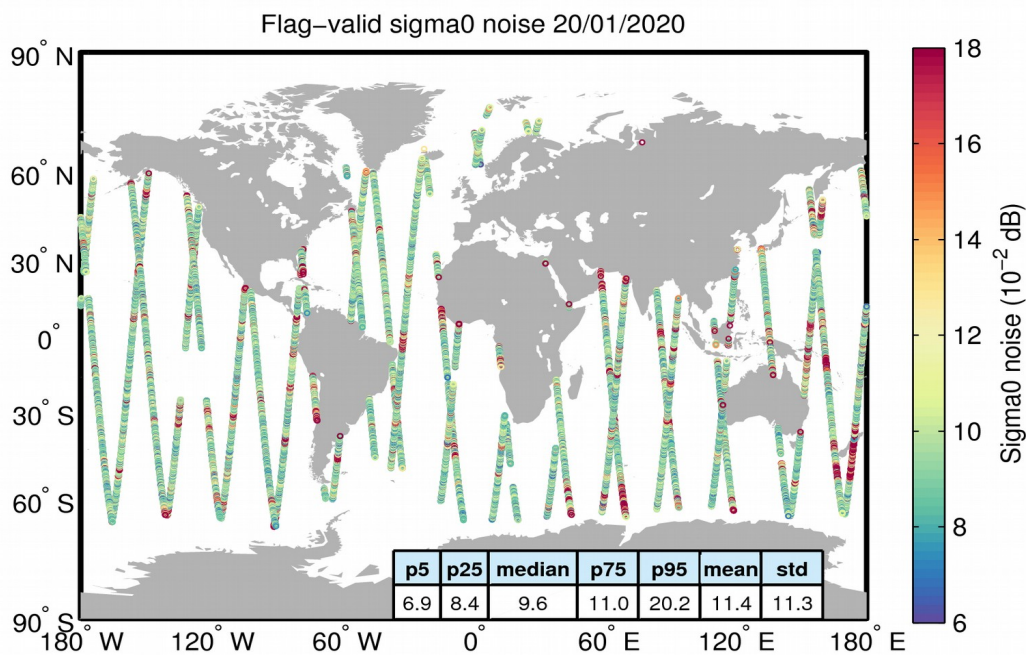 Flag−valid sigma0 noise 20/01/2020
90° N
60° N
30° N
0°
30° S
60° S
90° S
180° W 120° W 60° W 0° 60° E 120° E 180° E
p5 p25 median p75 p95 mean std
6.9 8.4 9.6 11.0 20.2 11.4 11.3
18
16
14
12
10
8
6
Sigma0 noise (10⁻² dB)